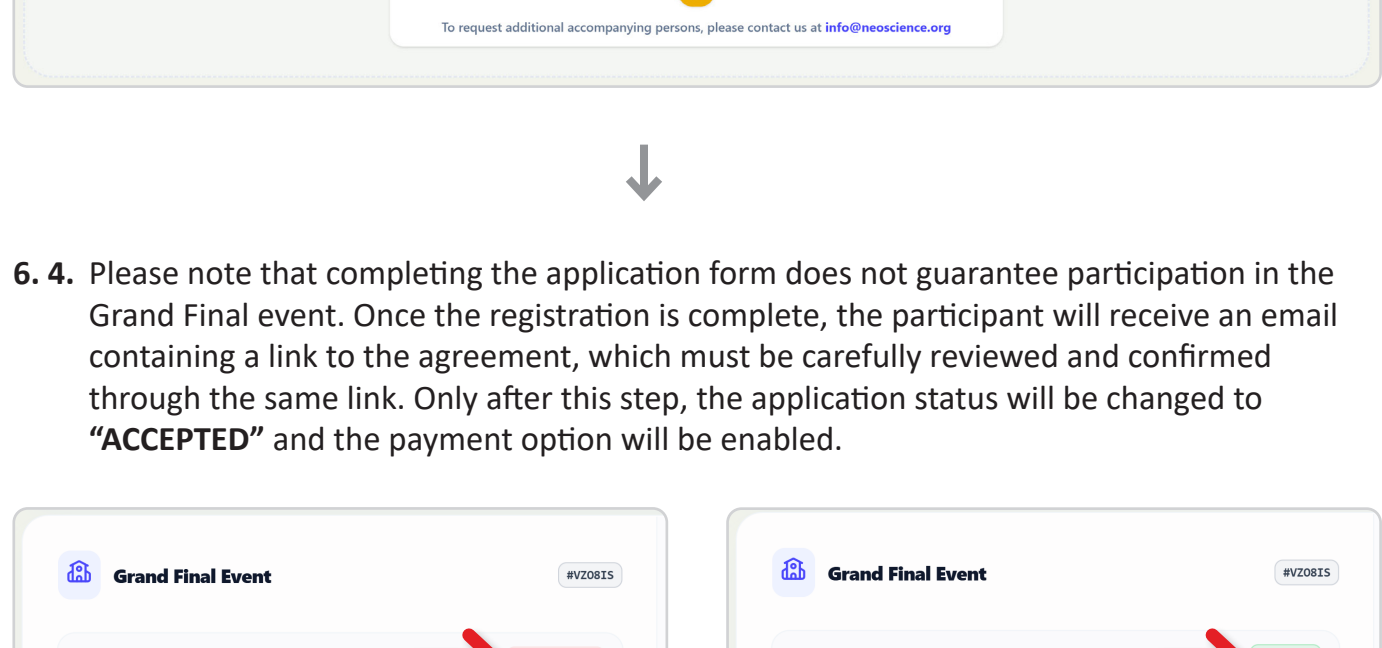 To request additional accompanying persons, please contact us at info@neoscience.org
6. 4. Please note that completing the application form does not guarantee participation in the
Grand Final event. Once the registration is complete, the participant will receive an email
containing a link to the agreement, which must be carefully reviewed and confirmed
through the same link. Only after this step, the application status will be changed to
“ACCEPTED” and the payment option will be enabled.
Grand Final Event
#VZO8IS
Grand Final Event
#VZO8IS